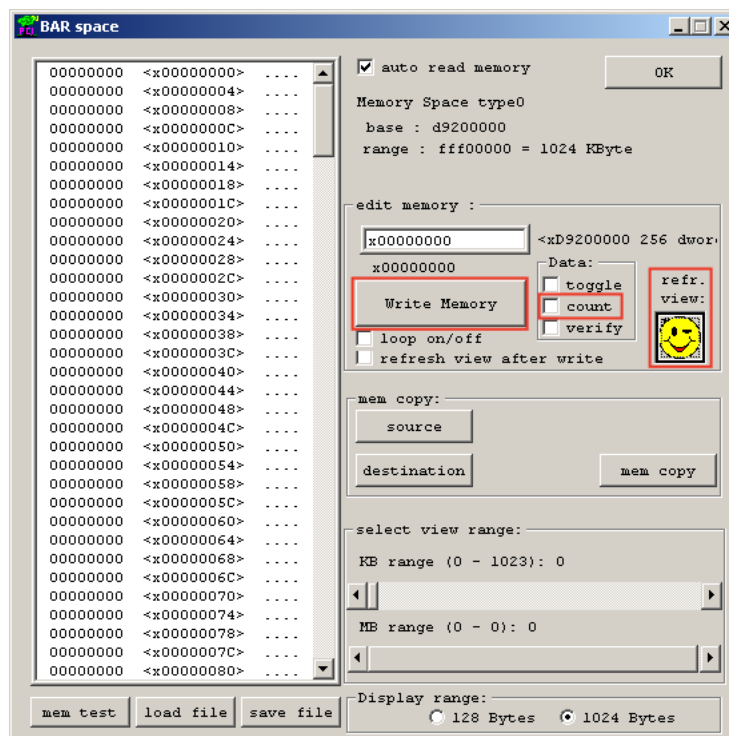 BAR space
00000000 <x00000000> ....
00000000 <x00000004> ....
00000000 <x00000008> ....
00000000 <x0000000C> ....
00000000 <x00000010> ....
00000000 <x00000014> ....
00000000 <x00000018> ....
00000000 <x0000001C> ....
00000000 <x00000020> ....
00000000 <x00000024> ....
00000000 <x00000028> ....
00000000 <x0000002C> ....
00000000 <x00000030> ....
00000000 <x00000034> ....
00000000 <x00000038> ....
00000000 <x0000003C> ....
00000000 <x00000040> ....
00000000 <x00000044> ....
00000000 <x00000048> ....
00000000 <x0000004C> ....
00000000 <x00000050> ....
00000000 <x00000054> ....
00000000 <x00000058> ....
00000000 <x0000005C> ....
00000000 <x00000060> ....
00000000 <x00000064> ....
00000000 <x00000068> ....
00000000 <x0000006C> ....
00000000 <x00000070> ....
00000000 <x00000074> ....
00000000 <x00000078> ....
00000000 <x0000007C> ....
00000000 <x00000080> ....
mem test load file save file
auto read memory OK
Memory Space type0
base : d9200000
range : fff00000 = 1024 KByte
edit memory :
x00000000 <xD9200000 256 dwor
x00000000
Write Memory
Data:
toggle
count
verify
refr.
view:
loop on/off
refresh view after write
mem copy:
source
destination mem copy
select view range:
KB range (0 - 1023): 0
MB range (0 - 0): 0
Display range:
128 Bytes 1024 Bytes